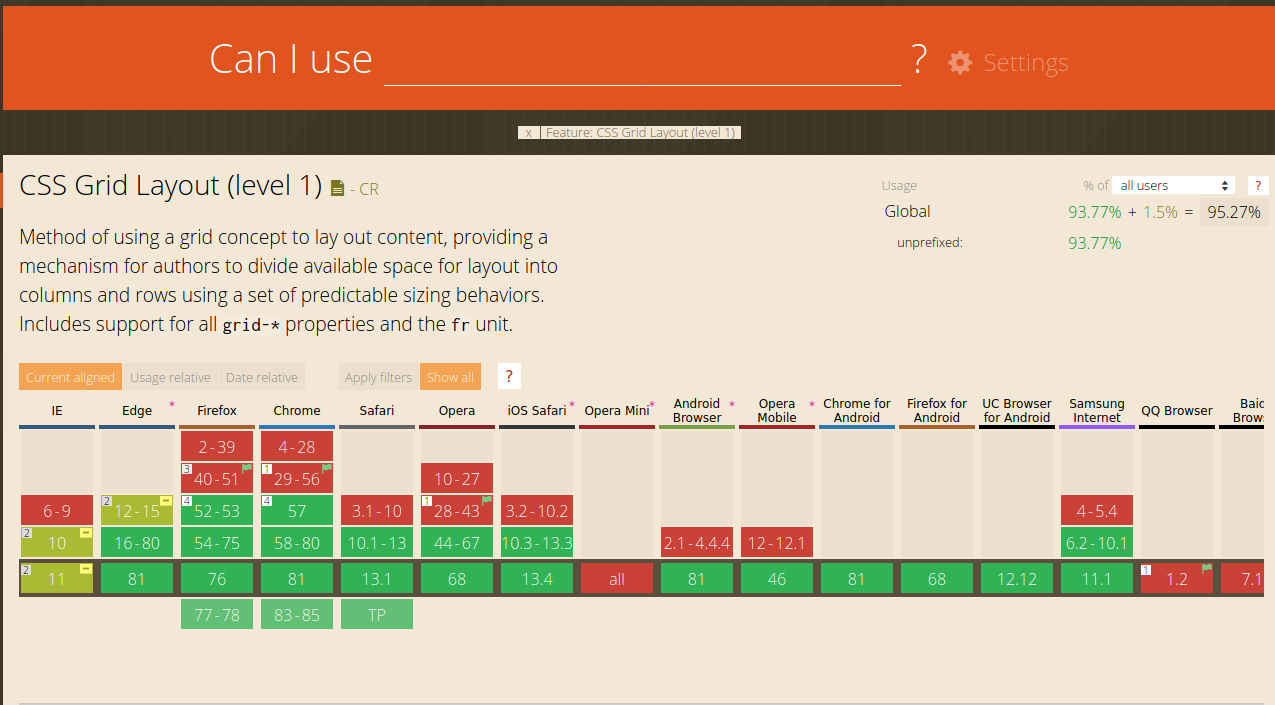 Can I use ? Settings
x Feature: CSS Grid Layout (level 1)
CSS Grid Layout (level 1) - CR
Usage % of all users ?
Global 93.77% + 1.5% = 95.27%
unprefixed: 93.77%
Method of using a grid concept to lay out content, providing a
mechanism for authors to divide available space for layout into
columns and rows using a set of predictable sizing behaviors.
Includes support for all grid-* properties and the fr unit.
Current aligned Usage relative Date relative Apply filters Show all ?
IE Edge * Firefox Chrome Safari Opera iOS Safari * Opera Mini * Android Browser * Opera Mobile * Chrome for Android Firefox for Android UC Browser for Android Samsung Internet QQ Browser
2-39 4-28
3 40-51 1 29-56 10-27
6-9 2 12-15 4 52-53 4 57 3.1-10 1 28-43 3.2-10.2 4-5.4
2 10 16-80 54-75 58-80 10.1-13 44-67 10.3-13.3 2.1-4.4.4 12-12.1 6.2-10.1
2 11 81 76 81 13.1 68 13.4 all 81 46 81 68 12.12 11.1 1 1.2 7.1
77-78 83-85 TP